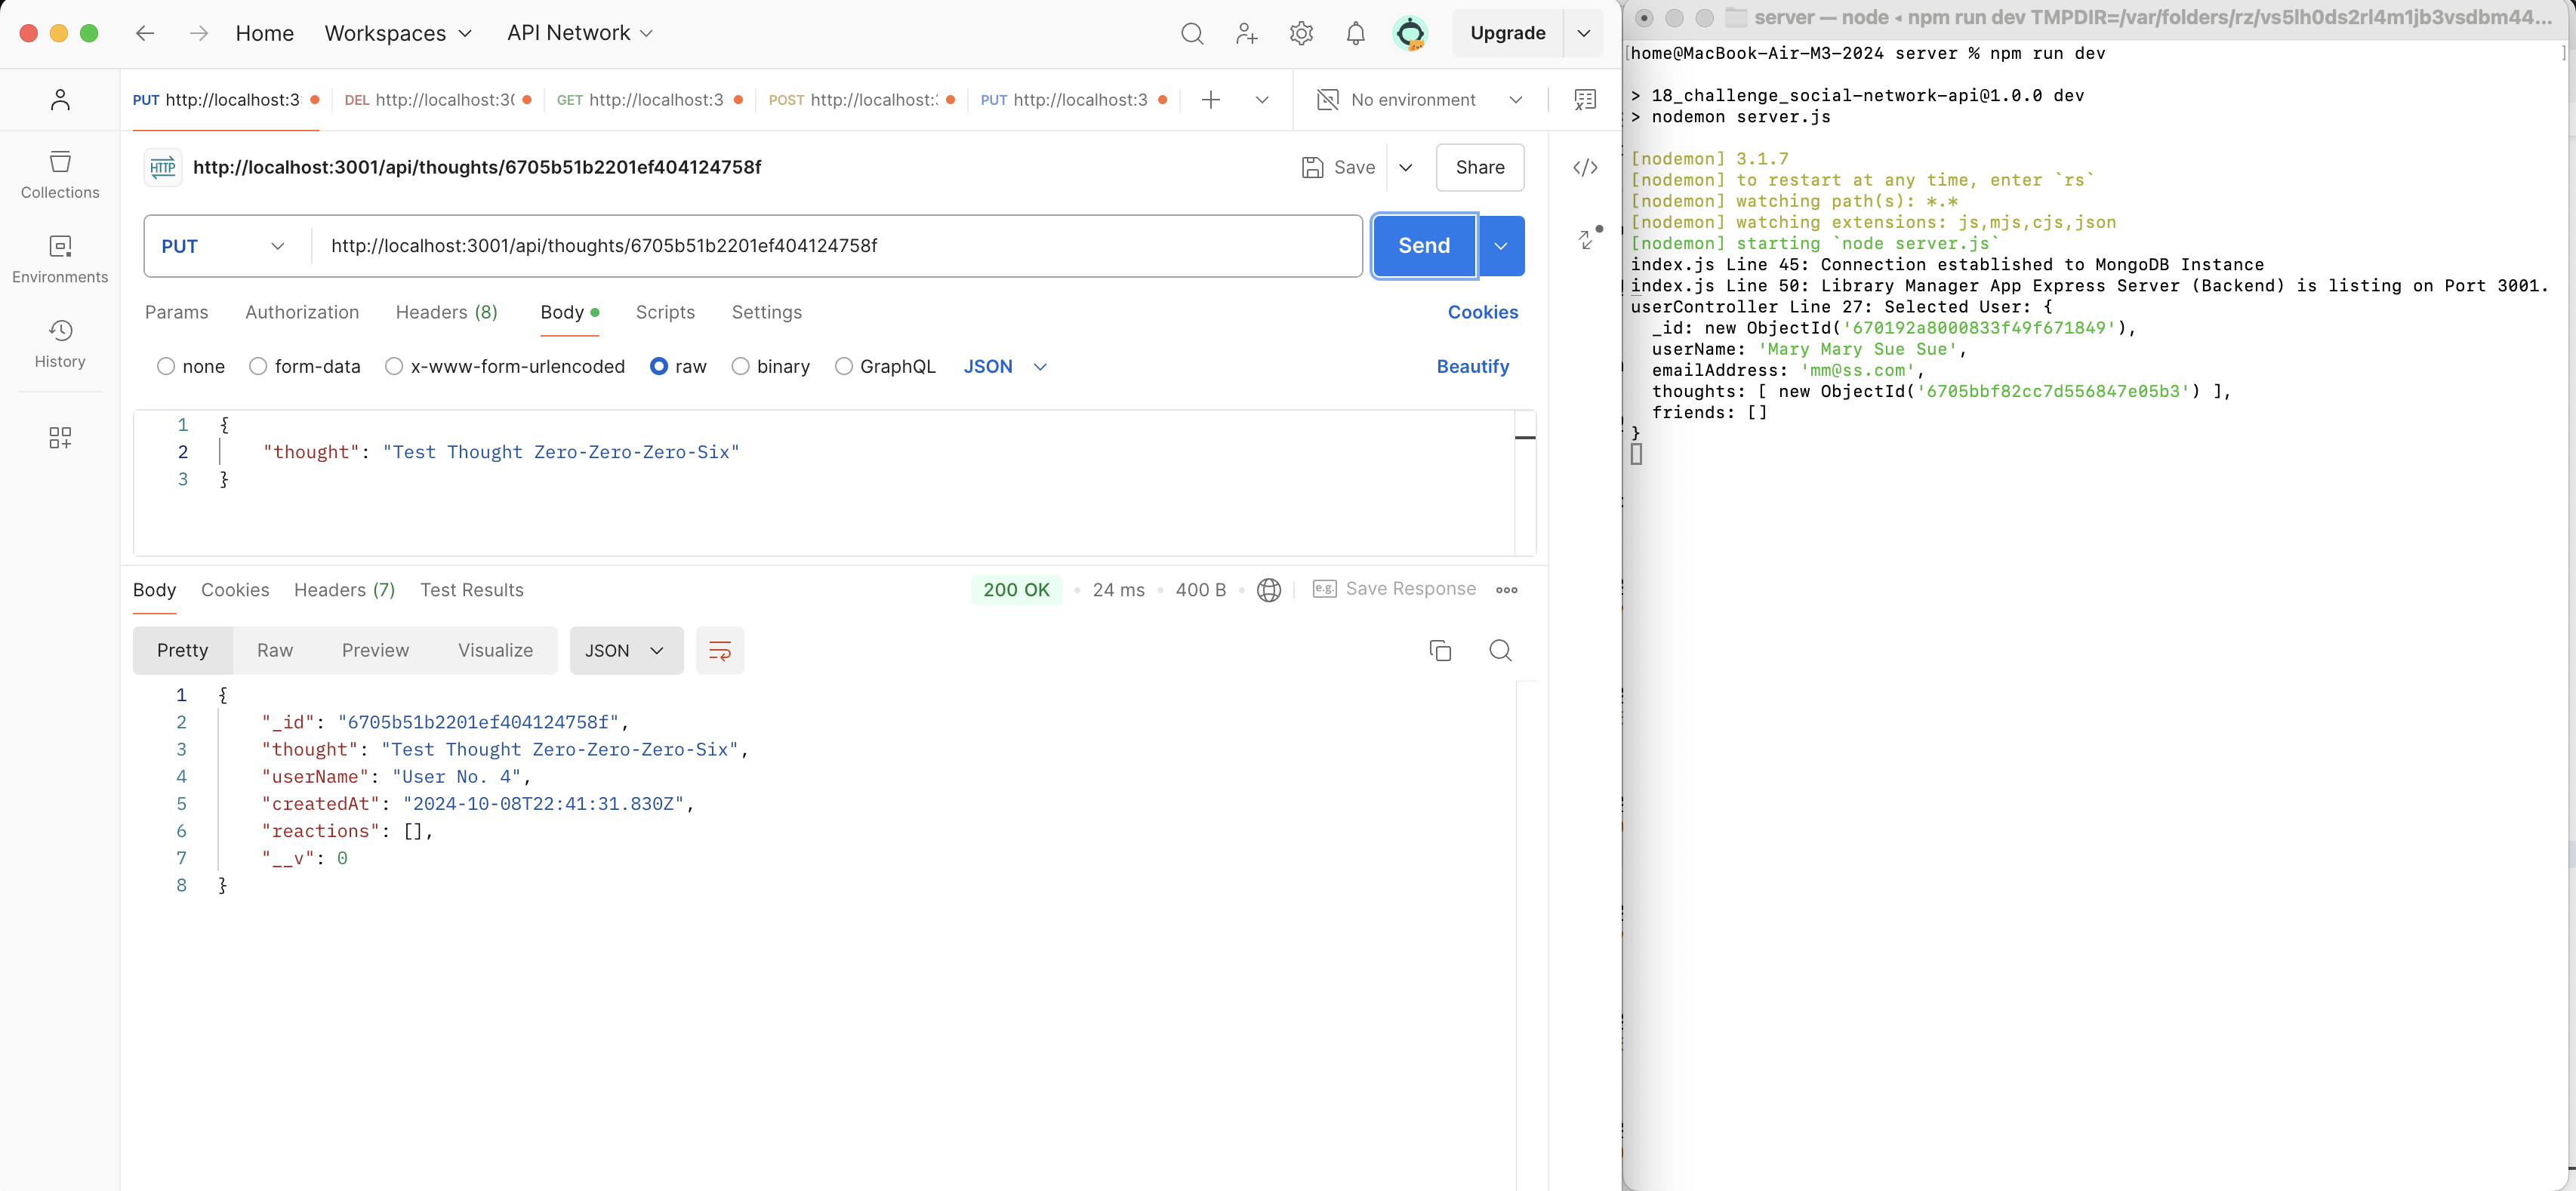 Home Workspaces API Network Upgrade
PUT http://localhost:3 DEL http://localhost:3( GET http://localhost:3 POST http://localhost: PUT http://localhost:3 No environment
HTTP http://localhost:3001/api/thoughts/6705b51b2201ef404124758f Save Share
PUT http://localhost:3001/api/thoughts/6705b51b2201ef404124758f Send
Params Authorization Headers (8) Body Scripts Settings Cookies
none form-data x-www-form-urlencoded raw binary GraphQL JSON Beautify
1 {
2 "thought": "Test Thought Zero-Zero-Zero-Six"
3 }
Collections
Environments
History
Body Cookies Headers (7) Test Results 200 OK • 24 ms • 400 B • e.g. Save Response
Pretty Raw Preview Visualize JSON
1 {
2 "_id": "6705b51b2201ef404124758f",
3 "thought": "Test Thought Zero-Zero-Zero-Six",
4 "userName": "User No. 4",
5 "createdAt": "2024-10-08T22:41:31.830Z",
6 "reactions": [],
7 "__v": 0
8 }
server — node ◂ npm run dev TMPDIR=/var/folders/rz/vs5lh0ds2rl4m1jb3vsdbm44...
[home@MacBook-Air-M3-2024 server % npm run dev ]
> 18_challenge_social-network-api@1.0.0 dev
> nodemon server.js
[nodemon] 3.1.7
[nodemon] to restart at any time, enter `rs`
[nodemon] watching path(s): *.*
[nodemon] watching extensions: js,mjs,cjs,json
[nodemon] starting `node server.js`
index.js Line 45: Connection established to MongoDB Instance
index.js Line 50: Library Manager App Express Server (Backend) is listing on Port 3001.
userController Line 27: Selected User: {
_id: new ObjectId('670192a8000833f49f671849'),
userName: 'Mary Mary Sue Sue',
emailAddress: 'mm@ss.com',
thoughts: [ new ObjectId('6705bbf82cc7d556847e05b3') ],
friends: []
}